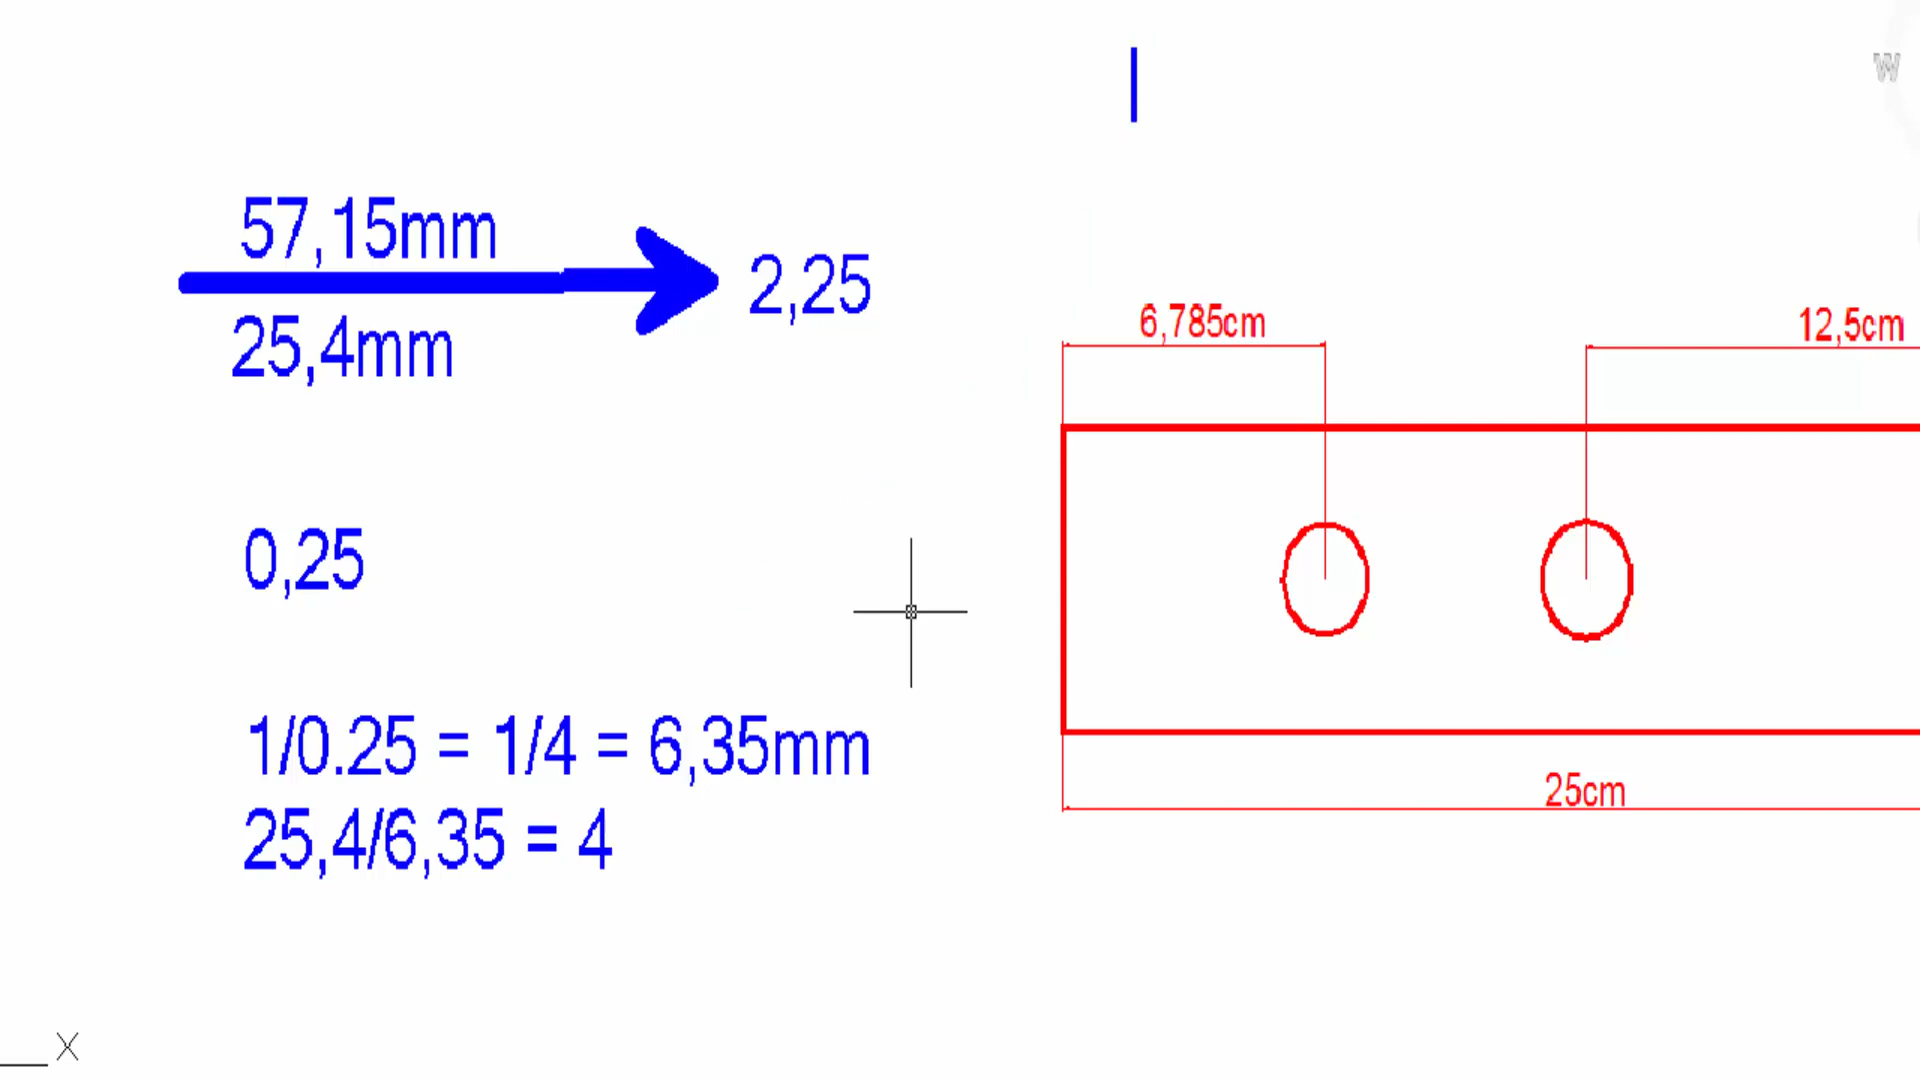 W
57,15mm
25,4mm
2,25
0,25
1/0.25 = 1/4 = 6,35mm
25,4/6,35 = 4
6,785cm
12,5cm
25cm
X